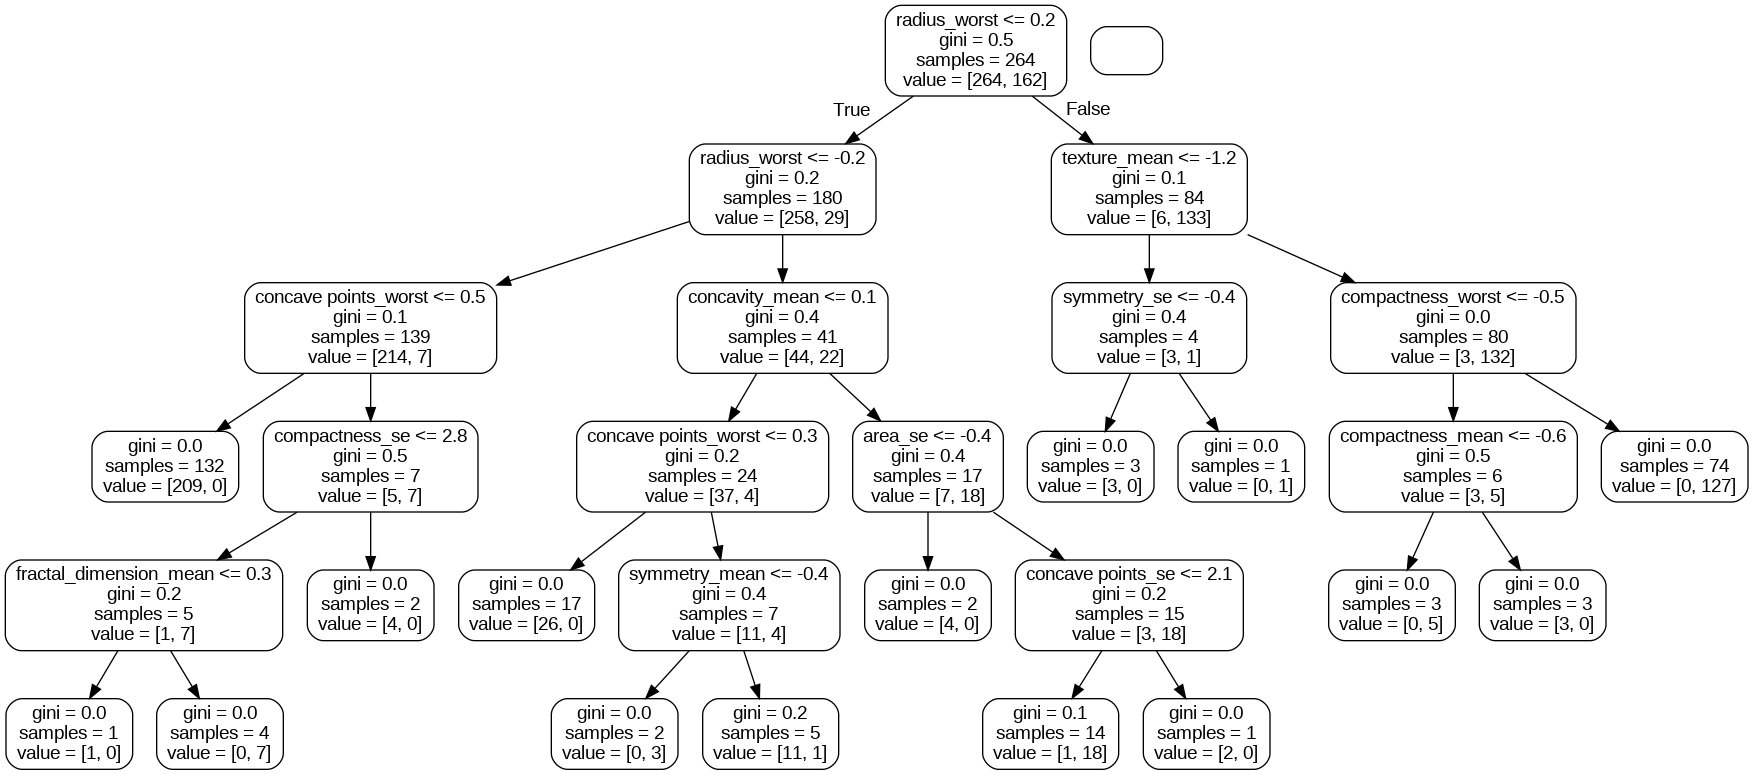 radius_worst <= 0.2
gini = 0.5
samples = 264
value = [264, 162]
True
False
radius_worst <= -0.2
gini = 0.2
samples = 180
value = [258, 29]
texture_mean <= -1.2
gini = 0.1
samples = 84
value = [6, 133]
concave points_worst <= 0.5
gini = 0.1
samples = 139
value = [214, 7]
concavity_mean <= 0.1
gini = 0.4
samples = 41
value = [44, 22]
symmetry_se <= -0.4
gini = 0.4
samples = 4
value = [3, 1]
compactness_worst <= -0.5
gini = 0.0
samples = 80
value = [3, 132]
gini = 0.0
samples = 132
value = [209, 0]
compactness_se <= 2.8
gini = 0.5
samples = 7
value = [5, 7]
concave points_worst <= 0.3
gini = 0.2
samples = 24
value = [37, 4]
area_se <= -0.4
gini = 0.4
samples = 17
value = [7, 18]
gini = 0.0
samples = 3
value = [3, 0]
gini = 0.0
samples = 1
value = [0, 1]
compactness_mean <= -0.6
gini = 0.5
samples = 6
value = [3, 5]
gini = 0.0
samples = 74
value = [0, 127]
fractal_dimension_mean <= 0.3
gini = 0.2
samples = 5
value = [1, 7]
gini = 0.0
samples = 2
value = [4, 0]
gini = 0.0
samples = 17
value = [26, 0]
symmetry_mean <= -0.4
gini = 0.4
samples = 7
value = [11, 4]
gini = 0.0
samples = 2
value = [4, 0]
concave points_se <= 2.1
gini = 0.2
samples = 15
value = [3, 18]
gini = 0.0
samples = 3
value = [0, 5]
gini = 0.0
samples = 3
value = [3, 0]
gini = 0.0
samples = 1
value = [1, 0]
gini = 0.0
samples = 4
value = [0, 7]
gini = 0.0
samples = 2
value = [0, 3]
gini = 0.2
samples = 5
value = [11, 1]
gini = 0.1
samples = 14
value = [1, 18]
gini = 0.0
samples = 1
value = [2, 0]